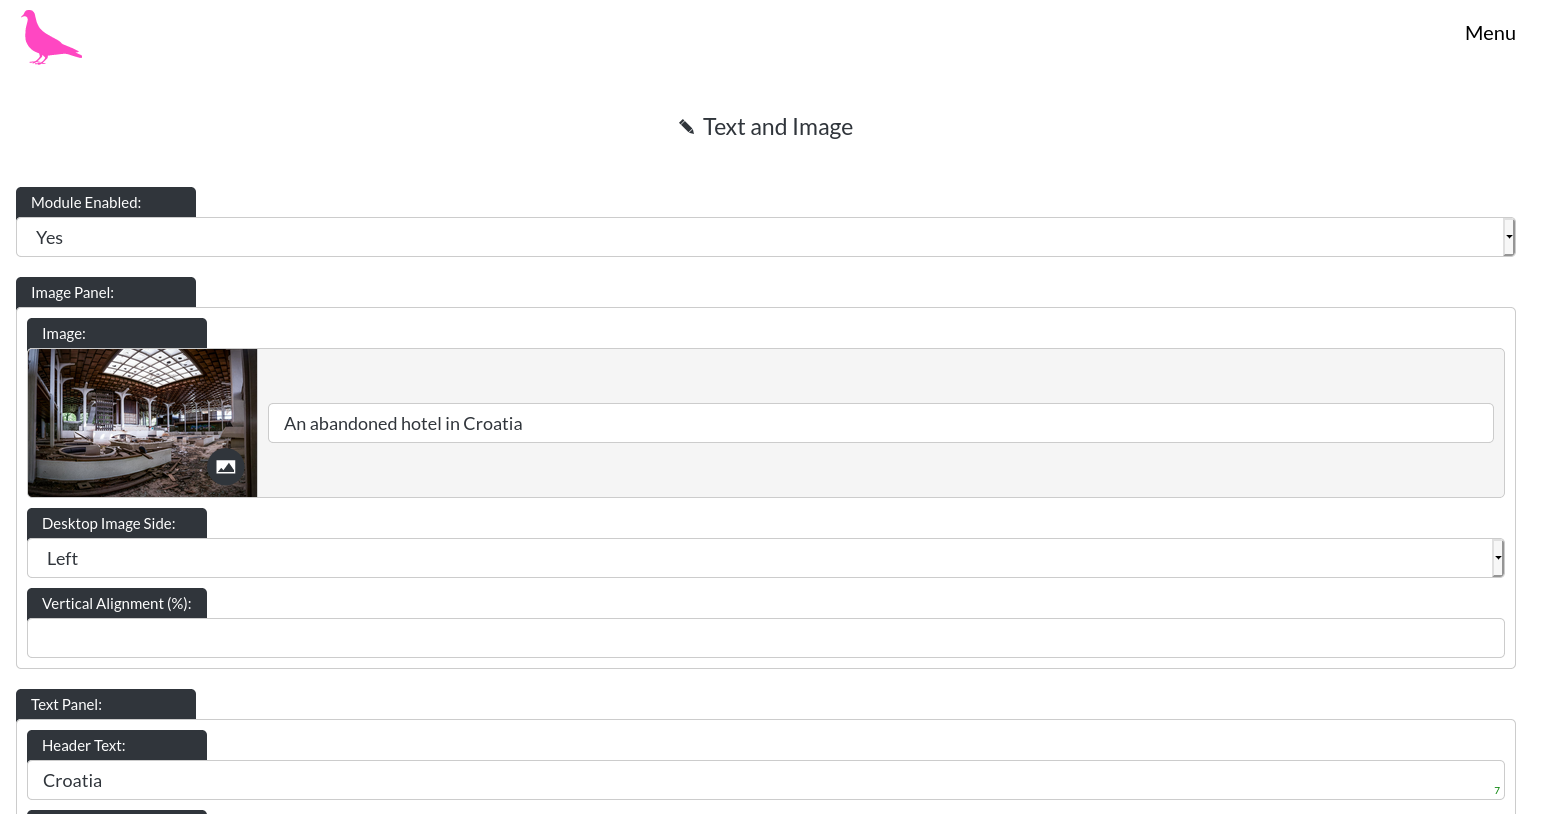 Menu
Text and Image
Module Enabled:
Yes
Image Panel:
Image:
An abandoned hotel in Croatia
Desktop Image Side:
Left
Vertical Alignment (%):
Text Panel:
Header Text:
Croatia
7